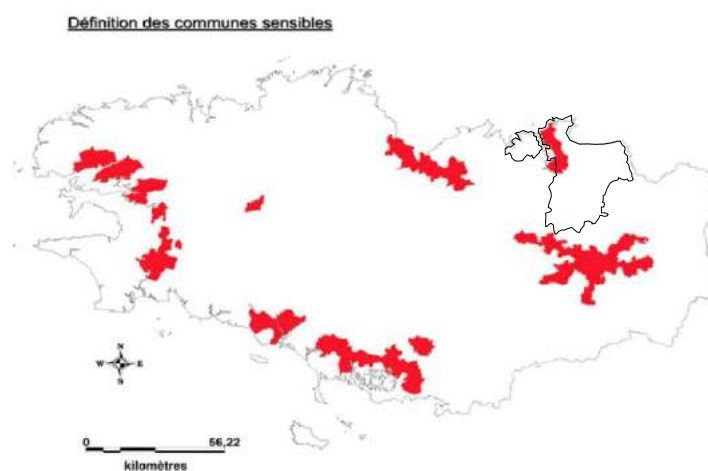 Définition des communes sensibles
N
W E
S
0 56,22
kilomètres